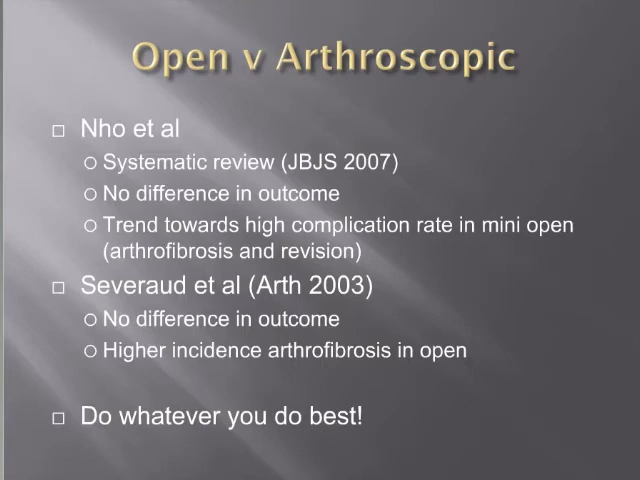 Open v Arthroscopic
Nho et al
Systematic review (JBJS 2007)
No difference in outcome
Trend towards high complication rate in mini open
(arthrofibrosis and revision)
Severaud et al (Arth 2003)
No difference in outcome
Higher incidence arthrofibrosis in open
Do whatever you do best!